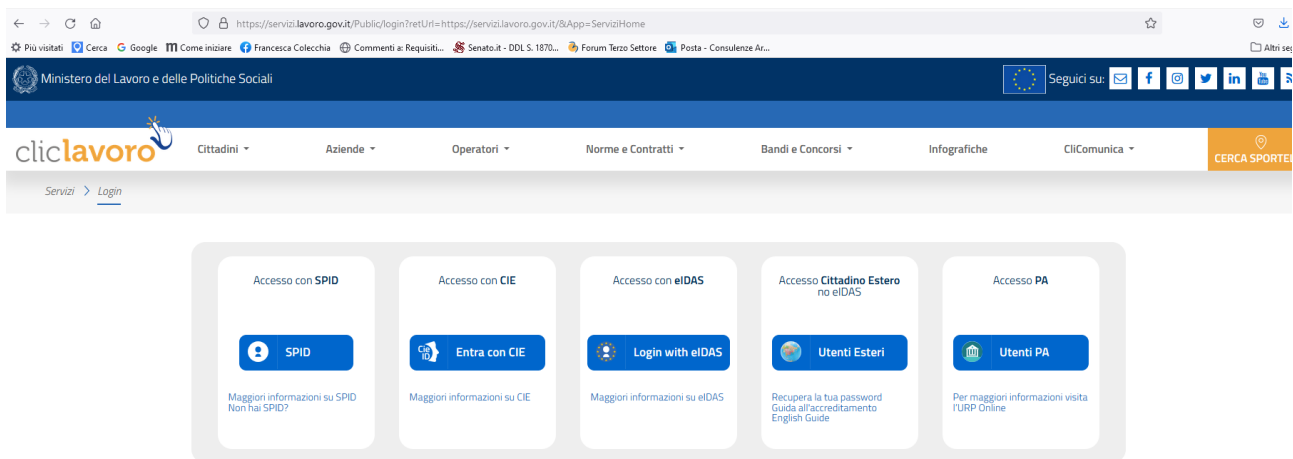 https://servizi.lavoro.gov.it/Public/login?retUrl=https://servizi.lavoro.gov.it/&App=ServiziHome
Più visitati Cerca Google Come iniziare Francesca Colecchia Commenti a: Requisiti... Senato.it - DDL S. 1870... Forum Terzo Settore Posta - Consulenze Ar... Altri seg
Ministero del Lavoro e delle Politiche Sociali Seguici su:
cliclavoro Cittadini Aziende Operatori Norme e Contratti Bandi e Concorsi Infografiche CliComunica CERCA SPORTEL
Servizi > Login
Accesso con SPID
SPID
Maggiori informazioni su SPID
Non hai SPID?
Accesso con CIE
Entra con CIE
Maggiori informazioni su CIE
Accesso con eIDAS
Login with eIDAS
Maggiori informazioni su eIDAS
Accesso Cittadino Estero
no eIDAS
Utenti Esteri
Recupera la tua password
Guida all'accreditamento
English Guide
Accesso PA
Utenti PA
Per maggiori informazioni visita
l'URP Online